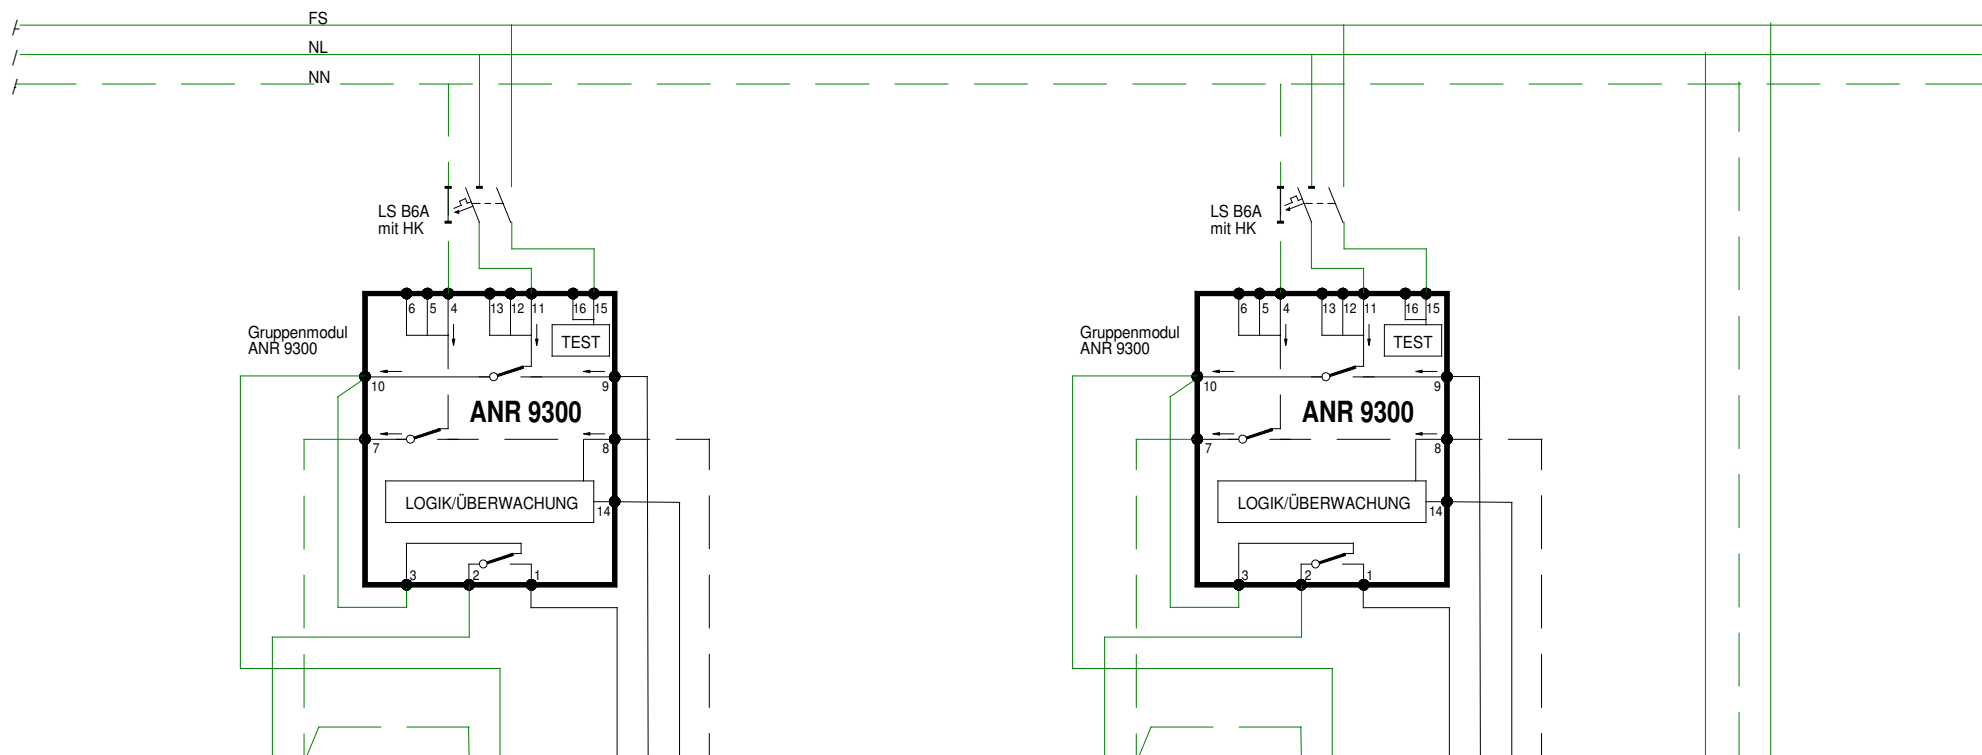 FS
NL
NN
LS B6A
mit HK
LS B6A
mit HK
6 5 4 13 12 11 16 15
6 5 4 13 12 11 16 15
Gruppenmodul
ANR 9300
TEST
Gruppenmodul
ANR 9300
TEST
10 9
10 9
ANR 9300
ANR 9300
7 8
7 8
LOGIK/ÜBERWACHUNG
14
LOGIK/ÜBERWACHUNG
14
3 2 1
3 2 1